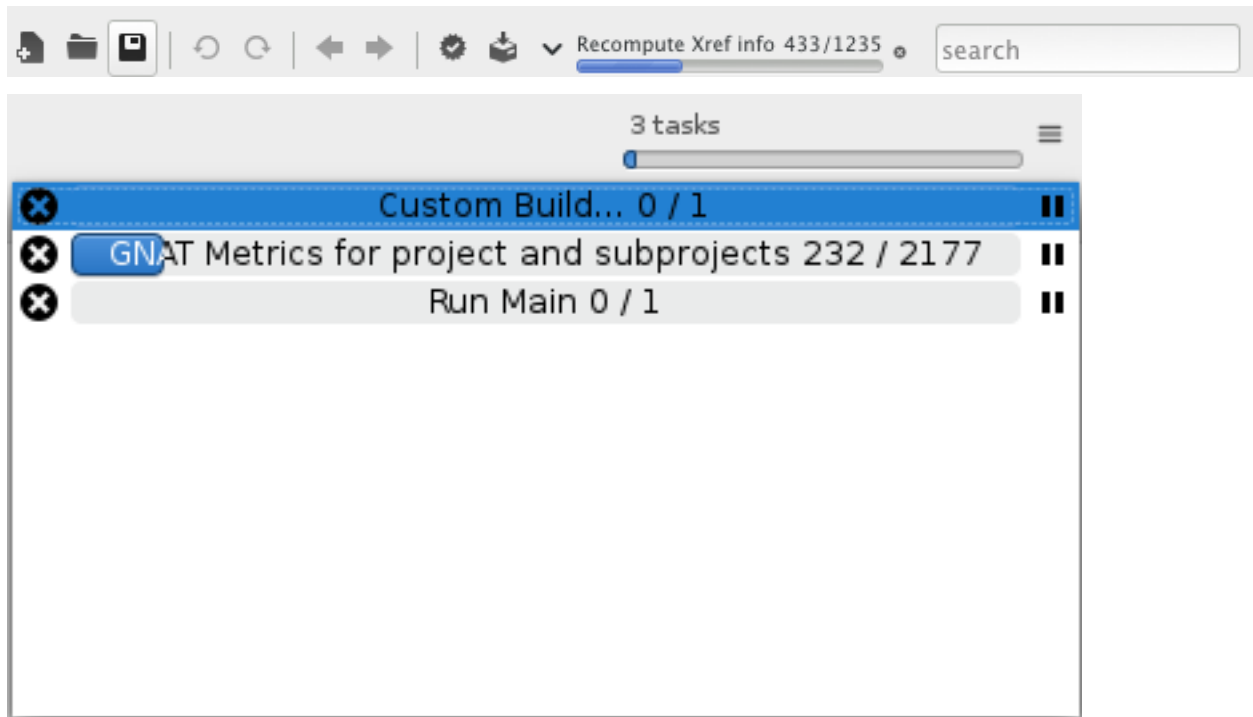 Recompute Xref info 433/1235
search
3 tasks
Custom Build... 0 / 1
GNAT Metrics for project and subprojects 232 / 2177
Run Main 0 / 1